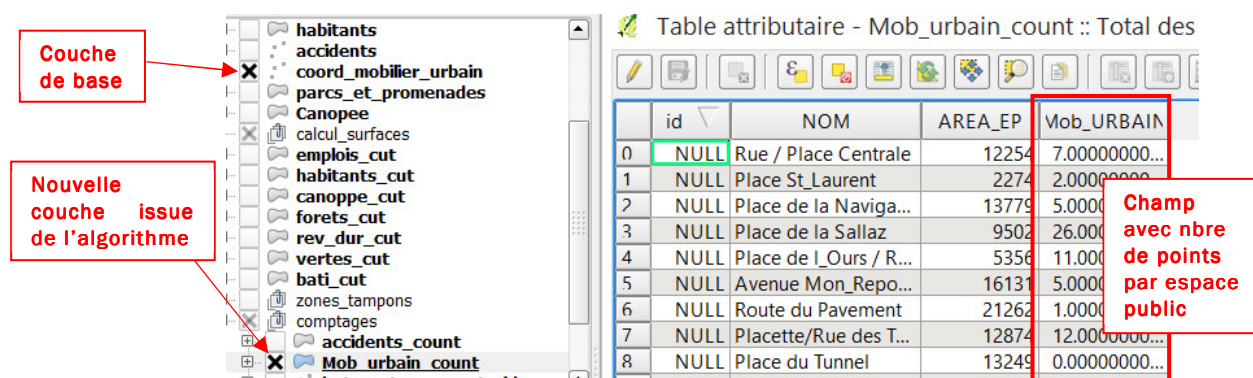 Couche
de base
Nouvelle
couche issue
de l'algorithme
habitants
accidents
coord_mobilier_urbain
parcs_et_promenades
Canopee
calcul_surfaces
emplois_cut
habitants_cut
canoppe_cut
forets_cut
rev_dur_cut
vertes_cut
bati_cut
zones_tampons
comptages
accidents_count
Mob_urbain_count
Table attributaire - Mob_urbain_count :: Total des
id NOM AREA_EP Mob_URBAIN
0 NULL Rue / Place Centrale 12254 7.00000000...
1 NULL Place St_Laurent 2274 2.00000000...
2 NULL Place de la Naviga... 13779 5.0000
3 NULL Place de la Sallaz 9502 26.000
4 NULL Place de l_Ours / R... 5356 11.000
5 NULL Avenue Mon_Repo... 16131 5.0000
6 NULL Route du Pavement 21262 1.0000
7 NULL Placette/Rue des T... 12874 12.0000000...
8 NULL Place du Tunnel 13249 0.00000000...
Champ
avec nbre
de points
par espace
public